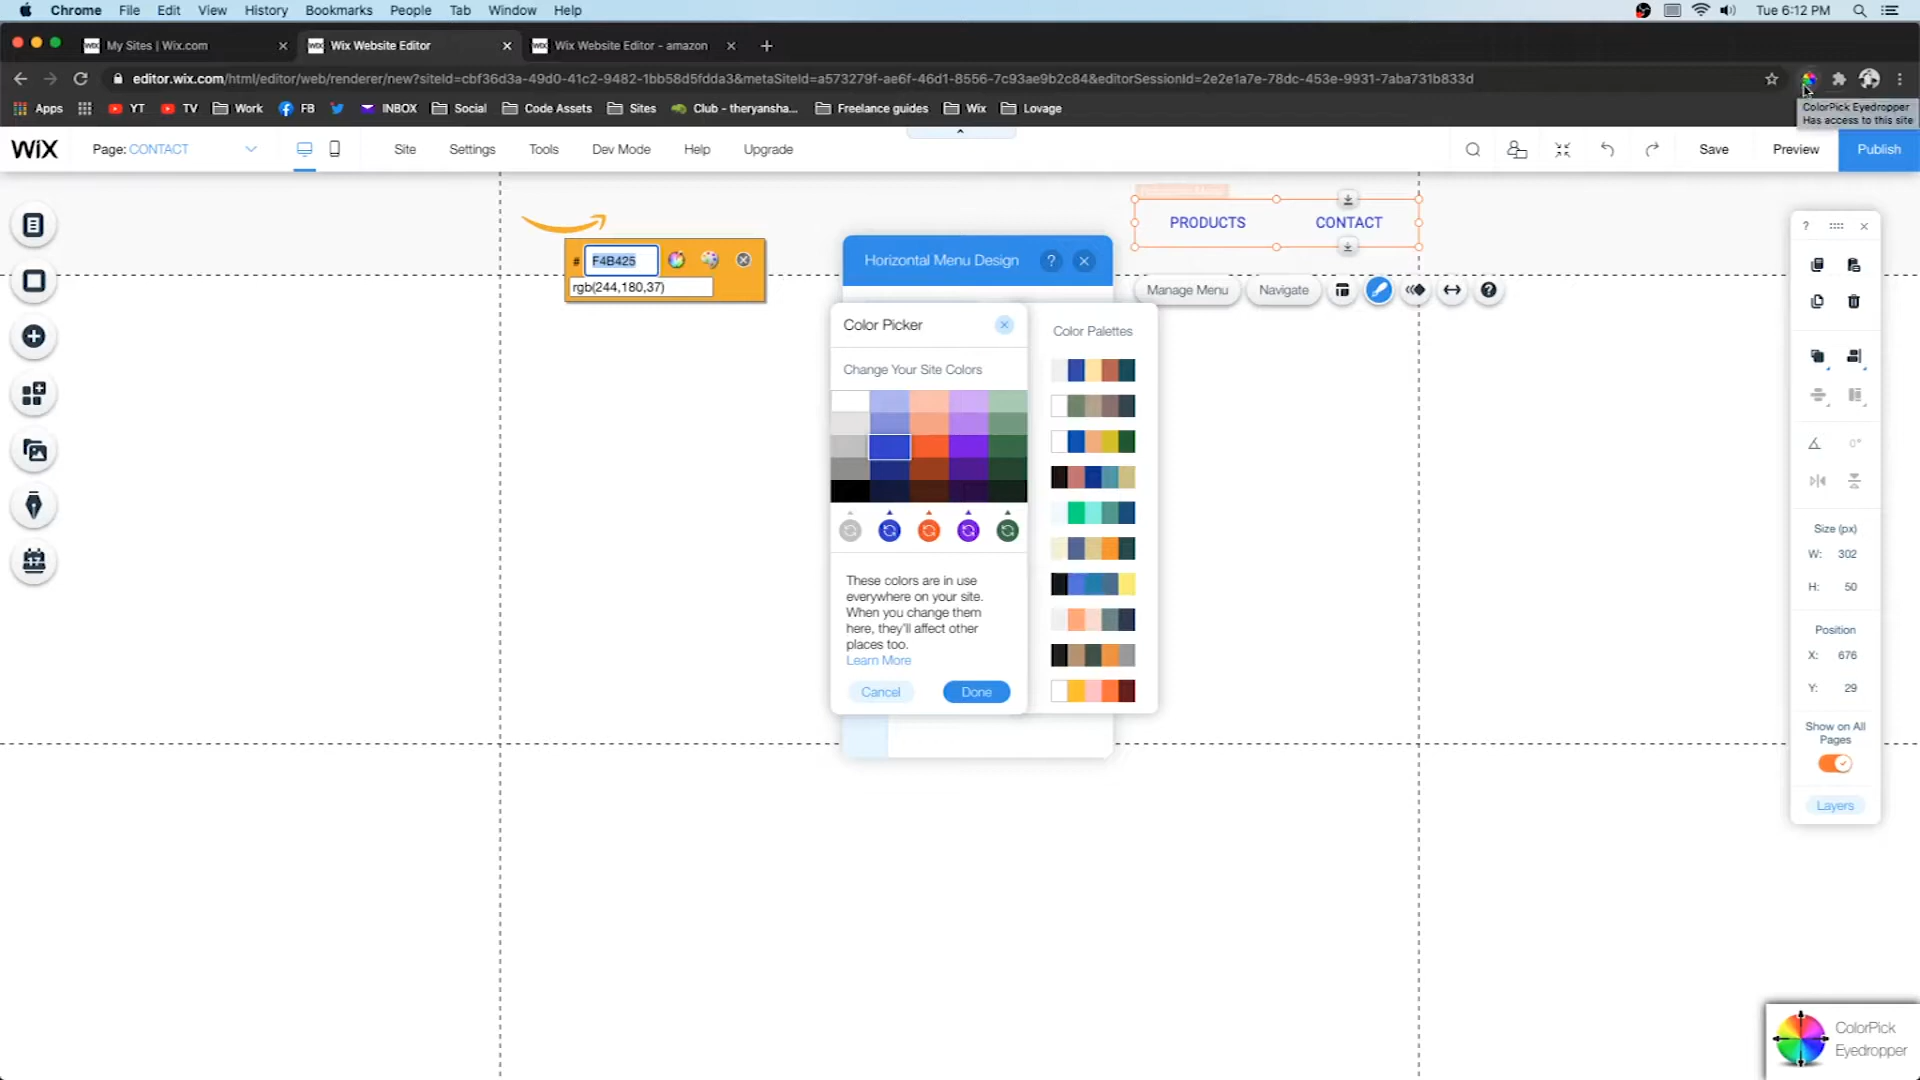 Chrome File Edit View History Bookmarks People Tab Window Help Tue 6:12 PM
My Sites | Wix.com Wix Website Editor Wix Website Editor - amazon
editor.wix.com/html/editor/web/renderer/new?siteId=cbf36d3a-49d0-41c2-9482-1bb58d5fdda3&metaSiteId=a573279f-ae6f-46d1-8556-7c93ae9b2c84&editorSessionId=2e2e1a7e-78dc-453e-9931-7aba731b833d
Apps YT TV Work FB INBOX Social Code Assets Sites Club - theryansha... Freelance guides Wix Lovage
ColorPick Eyedropper
Has access to this site
WiX Page: CONTACT Site Settings Tools Dev Mode Help Upgrade Save Preview Publish
PRODUCTS CONTACT
# F4B425
rgb(244,180,37)
Horizontal Menu Design ?
Manage Menu Navigate ?
Color Picker
Color Palettes
Change Your Site Colors
These colors are in use
everywhere on your site.
When you change them
here, they'll affect other
places too.
Learn More
Cancel Done
?
0°
Size (px)
W: 302
H: 50
Position
X: 676
Y: 29
Show on All
Pages
Layers
17
ColorPick
Eyedropper